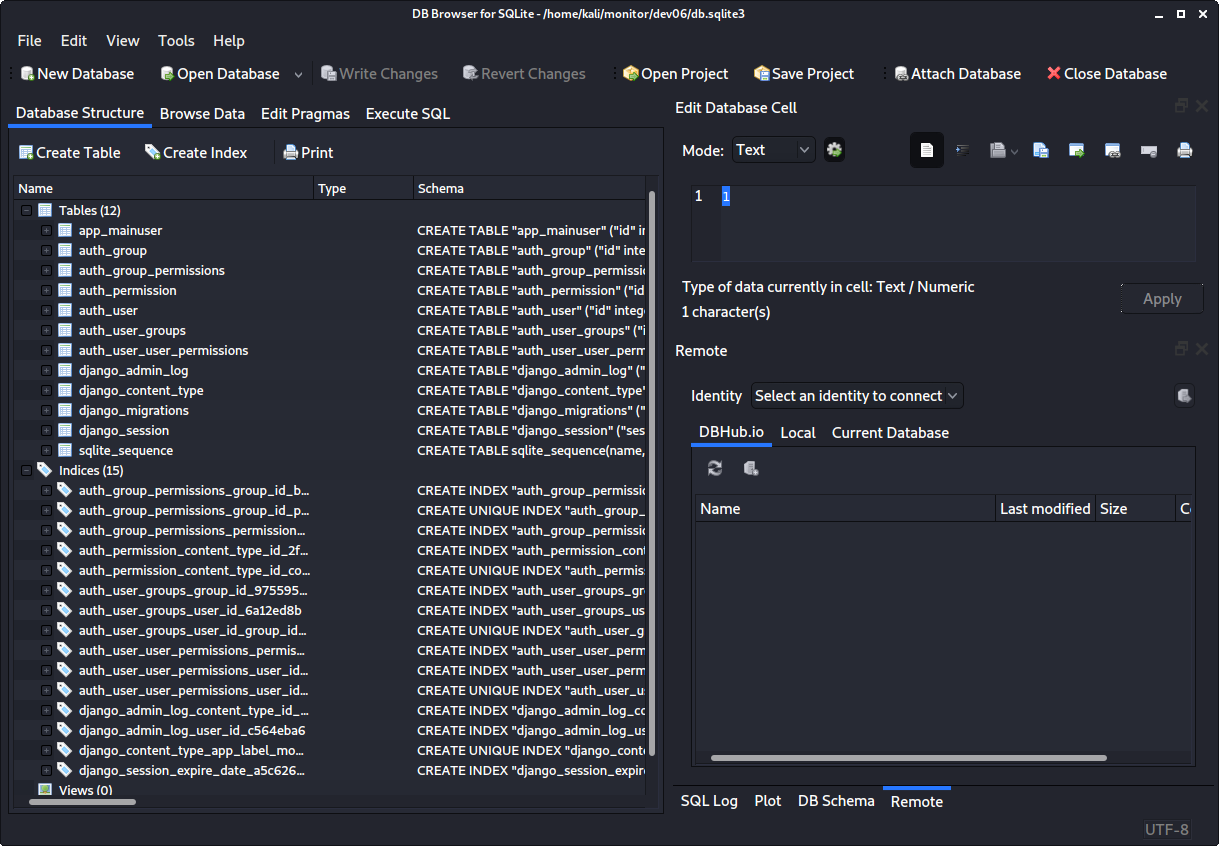 DB Browser for SQLite - /home/kali/monitor/dev06/db.sqlite3
File Edit View Tools Help
New Database Open Database Write Changes Revert Changes Open Project Save Project Attach Database Close Database
Database Structure Browse Data Edit Pragmas Execute SQL
Create Table Create Index Print
Name Type Schema
Tables (12)
app_mainuser CREATE TABLE "app_mainuser" ("id" in
auth_group CREATE TABLE "auth_group" ("id" intege
auth_group_permissions CREATE TABLE "auth_group_permissio
auth_permission CREATE TABLE "auth_permission" ("id
auth_user CREATE TABLE "auth_user" ("id" intege
auth_user_groups CREATE TABLE "auth_user_groups" ("i
auth_user_user_permissions CREATE TABLE "auth_user_user_perm
django_admin_log CREATE TABLE "django_admin_log" ("
django_content_type CREATE TABLE "django_content_type"
django_migrations CREATE TABLE "django_migrations" ("
django_session CREATE TABLE "django_session" ("ses
sqlite_sequence CREATE TABLE sqlite_sequence(name,
Indices (15)
auth_group_permissions_group_id_b... CREATE INDEX "auth_group_permissio
auth_group_permissions_group_id_p... CREATE UNIQUE INDEX "auth_group_
auth_group_permissions_permission... CREATE INDEX "auth_group_permissio
auth_permission_content_type_id_2f... CREATE INDEX "auth_permission_cont
auth_permission_content_type_id_co... CREATE UNIQUE INDEX "auth_permis
auth_user_groups_group_id_975595... CREATE INDEX "auth_user_groups_gr
auth_user_groups_user_id_6a12ed8b CREATE INDEX "auth_user_groups_us
auth_user_groups_user_id_group_id... CREATE UNIQUE INDEX "auth_user_g
auth_user_user_permissions_permis... CREATE INDEX "auth_user_user_perm
auth_user_user_permissions_user_id... CREATE INDEX "auth_user_user_perm
auth_user_user_permissions_user_id... CREATE UNIQUE INDEX "auth_user_u
django_admin_log_content_type_id_... CREATE INDEX "django_admin_log_co
django_admin_log_user_id_c564eba6 CREATE INDEX "django_admin_log_us
django_content_type_app_label_mo... CREATE UNIQUE INDEX "django_conte
django_session_expire_date_a5c626... CREATE INDEX "django_session_expir
Views (0)
Edit Database Cell
Mode: Text
1 1
Type of data currently in cell: Text / Numeric
1 character(s)
Apply
Remote
Identity Select an identity to connect
DBHub.io Local Current Database
Name Last modified Size Co
SQL Log Plot DB Schema Remote
UTF-8